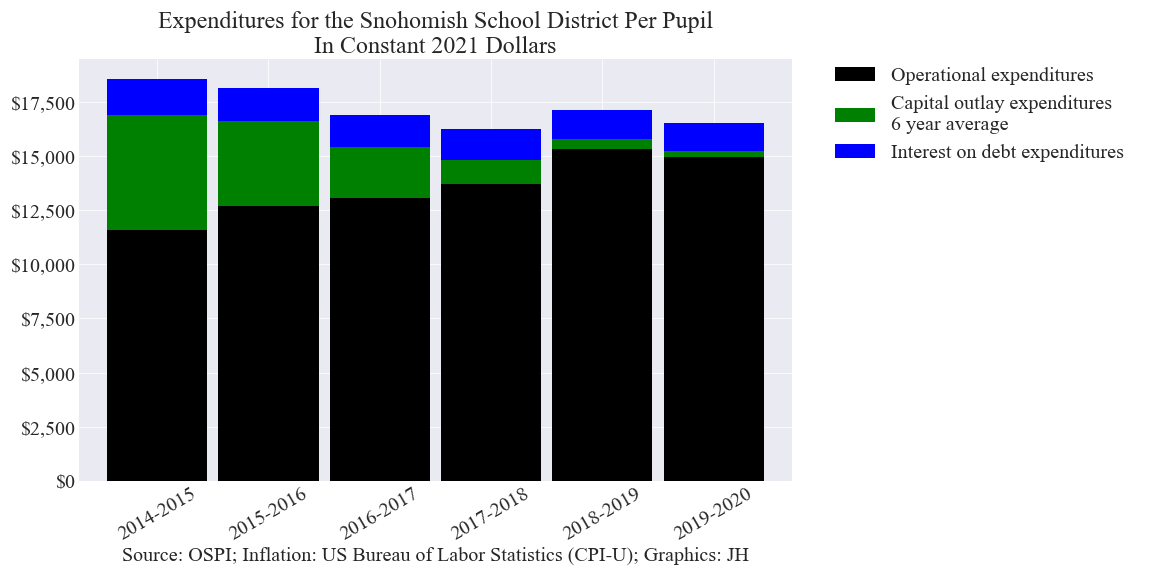 Expenditures for the Snohomish School District Per Pupil
In Constant 2021 Dollars
Operational expenditures
Capital outlay expenditures
6 year average
Interest on debt expenditures
$17,500
$15,000
$12,500
$10,000
$7,500
$5,000
$2,500
$0
2014-2015
2015-2016
2016-2017
2017-2018
2018-2019
2019-2020
Source: OSPI; Inflation: US Bureau of Labor Statistics (CPI-U); Graphics: JH